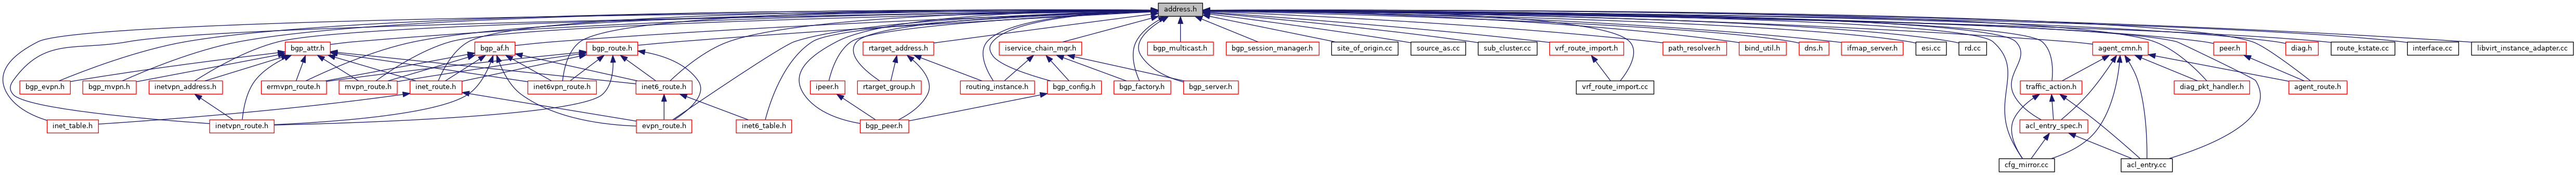 address.h
bgp_attr.h bgp_af.h bgp_route.h rtarget_address.h iservice_chain_mgr.h bgp_multicast.h bgp_session_manager.h site_of_origin.cc source_as.cc sub_cluster.cc vrf_route_import.h path_resolver.h bind_util.h dns.h ifmap_server.h esi.cc rd.cc agent_cmn.h peer.h diag.h route_kstate.cc interface.cc libvirt_instance_adapter.cc
bgp_evpn.h bgp_mvpn.h inetvpn_address.h ermvpn_route.h mvpn_route.h inet_route.h inet6vpn_route.h inet6_route.h ipeer.h rtarget_group.h routing_instance.h bgp_config.h bgp_factory.h bgp_server.h vrf_route_import.cc traffic_action.h diag_pkt_handler.h agent_route.h
inet_table.h inetvpn_route.h evpn_route.h inet6_table.h bgp_peer.h acl_entry_spec.h
cfg_mirror.cc acl_entry.cc